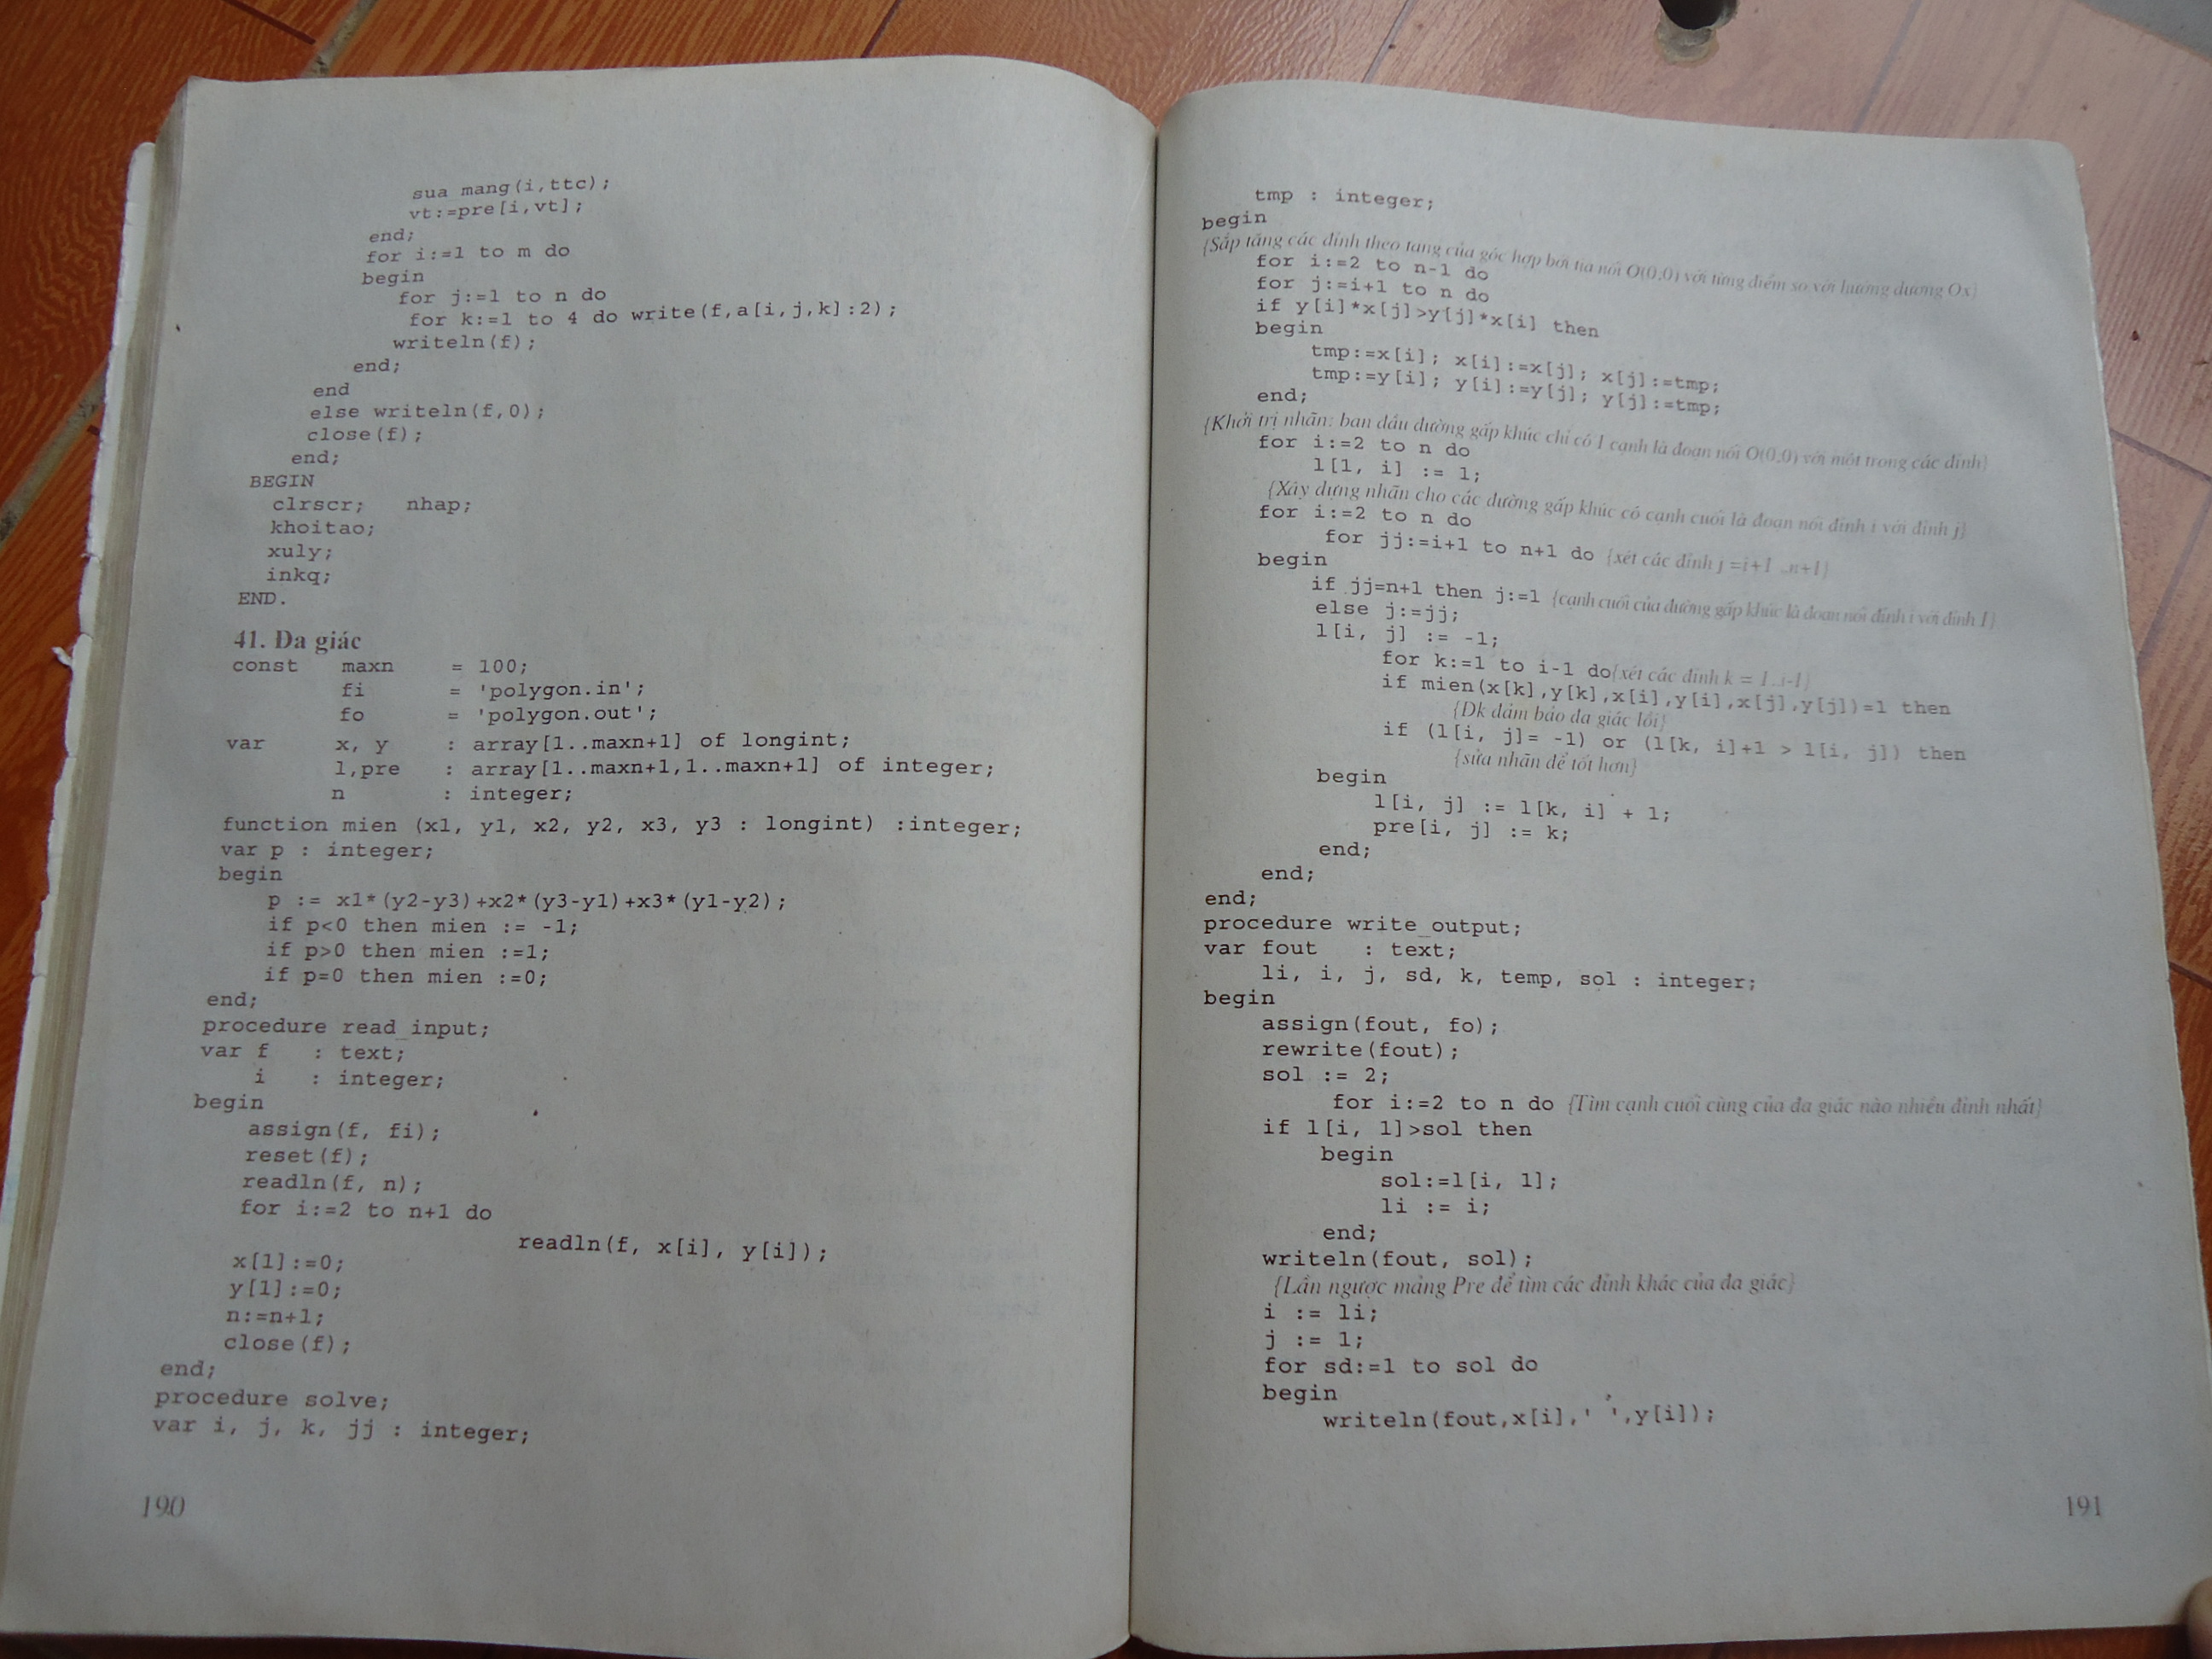 sua_mang(i,ttc);
vt:=pre[i,vt];
end;
for i:=1 to m do
begin
for j:=1 to n do
for k:=1 to 4 do write(f,a[i,j,k]:2);
writeln(f);
end;
end
else writeln(f,0);
close(f);
end;
BEGIN
clrscr; nhap;
khoitao;
xuly;
inkq;
END.
41. Đa giác
const maxn = 100;
fi = 'polygon.in';
fo = 'polygon.out';
var x, y : array[1..maxn+1] of longint;
l,pre : array[1..maxn+1,1..maxn+1] of integer;
n : integer;
function mien (x1, y1, x2, y2, x3, y3 : longint) :integer;
var p : integer;
begin
p := x1*(y2-y3)+x2*(y3-y1)+x3*(y1-y2);
if p<0 then mien := -1;
if p>0 then mien :=1;
if p=0 then mien :=0;
end;
procedure read_input;
var f : text;
i : integer;
begin
assign(f, fi);
reset(f);
readln(f, n);
for i:=2 to n+1 do
readln(f, x[i], y[i]);
x[1]:=0;
y[1]:=0;
n:=n+1;
close(f);
end;
procedure solve;
var i, j, k, jj : integer;
190
tmp : integer;
begin
{Sắp tăng các đỉnh theo tang của góc hợp bởi tia nối O(0,0) với từng điểm so với hướng dương Ox}
for i:=2 to n-1 do
for j:=i+1 to n do
if y[i]*x[j]>y[j]*x[i] then
begin
tmp:=x[i]; x[i]:=x[j]; x[j]:=tmp;
tmp:=y[i]; y[i]:=y[j]; y[j]:=tmp;
end;
{Khởi trị nhãn: ban đầu đường gấp khúc chỉ có 1 cạnh là đoạn nối O(0,0) với một trong các đỉnh}
for i:=2 to n do
l[1, i] := 1;
{Xây dựng nhãn cho các đường gấp khúc có cạnh cuối là đoạn nối đỉnh i với đỉnh j}
for i:=2 to n do
for jj:=i+1 to n+1 do {xét các đỉnh j =i+1 ..n+1}
begin
if jj=n+1 then j:=1 {cạnh cuối của đường gấp khúc là đoạn nối đỉnh i với đỉnh 1}
else j:=jj;
l[i, j] := -1;
for k:=1 to i-1 do{xét các đỉnh k = 1..i-1}
if mien(x[k],y[k],x[i],y[i],x[j],y[j])=1 then
{Đk đảm bảo đa giác lồi}
if (l[i, j]= -1) or (l[k, i]+1 > l[i, j]) then
{sửa nhãn để tốt hơn}
begin
l[i, j] := l[k, i] + 1;
pre[i, j] := k;
end;
end;
end;
procedure write_output;
var fout : text;
li, i, j, sd, k, temp, sol : integer;
begin
assign(fout, fo);
rewrite(fout);
sol := 2;
for i:=2 to n do {Tìm cạnh cuối cùng của đa giác nào nhiều đỉnh nhất}
if l[i, 1]>sol then
begin
sol:=l[i, 1];
li := i;
end;
writeln(fout, sol);
{Lần ngược mảng Pre để tìm các đỉnh khác của đa giác}
i := li;
j := 1;
for sd:=1 to sol do
begin
writeln(fout,x[i],' ',y[i]);
191